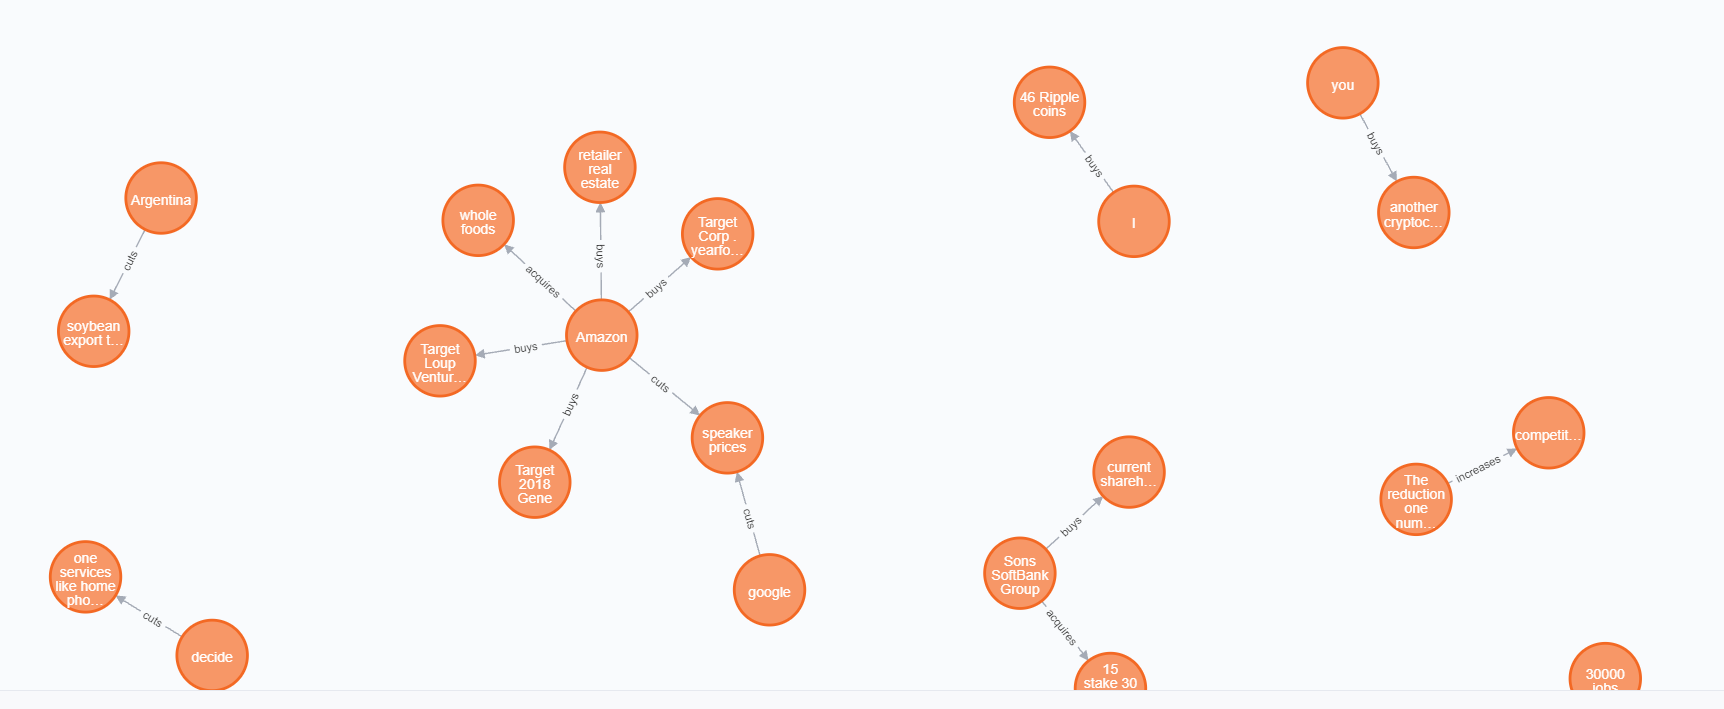 46 Ripple
coins
you
buys
buys
retailer
real
estate
Argentina
whole
foods
Target
Corp .
yearfo...
another
cryptoc...
I
cuts
buys
acquires
buys
soybean
export t...
Amazon
Target
Loup
Ventur...
buys
cuts
buys
speaker
prices
competit...
Target
2018
Gene
current
shareh...
increases
The
reduction
one
num...
cuts
buys
one
services
like home
pho...
Sons
SoftBank
Group
google
cuts
acquires
decide
15
stake 30
30000
jobs